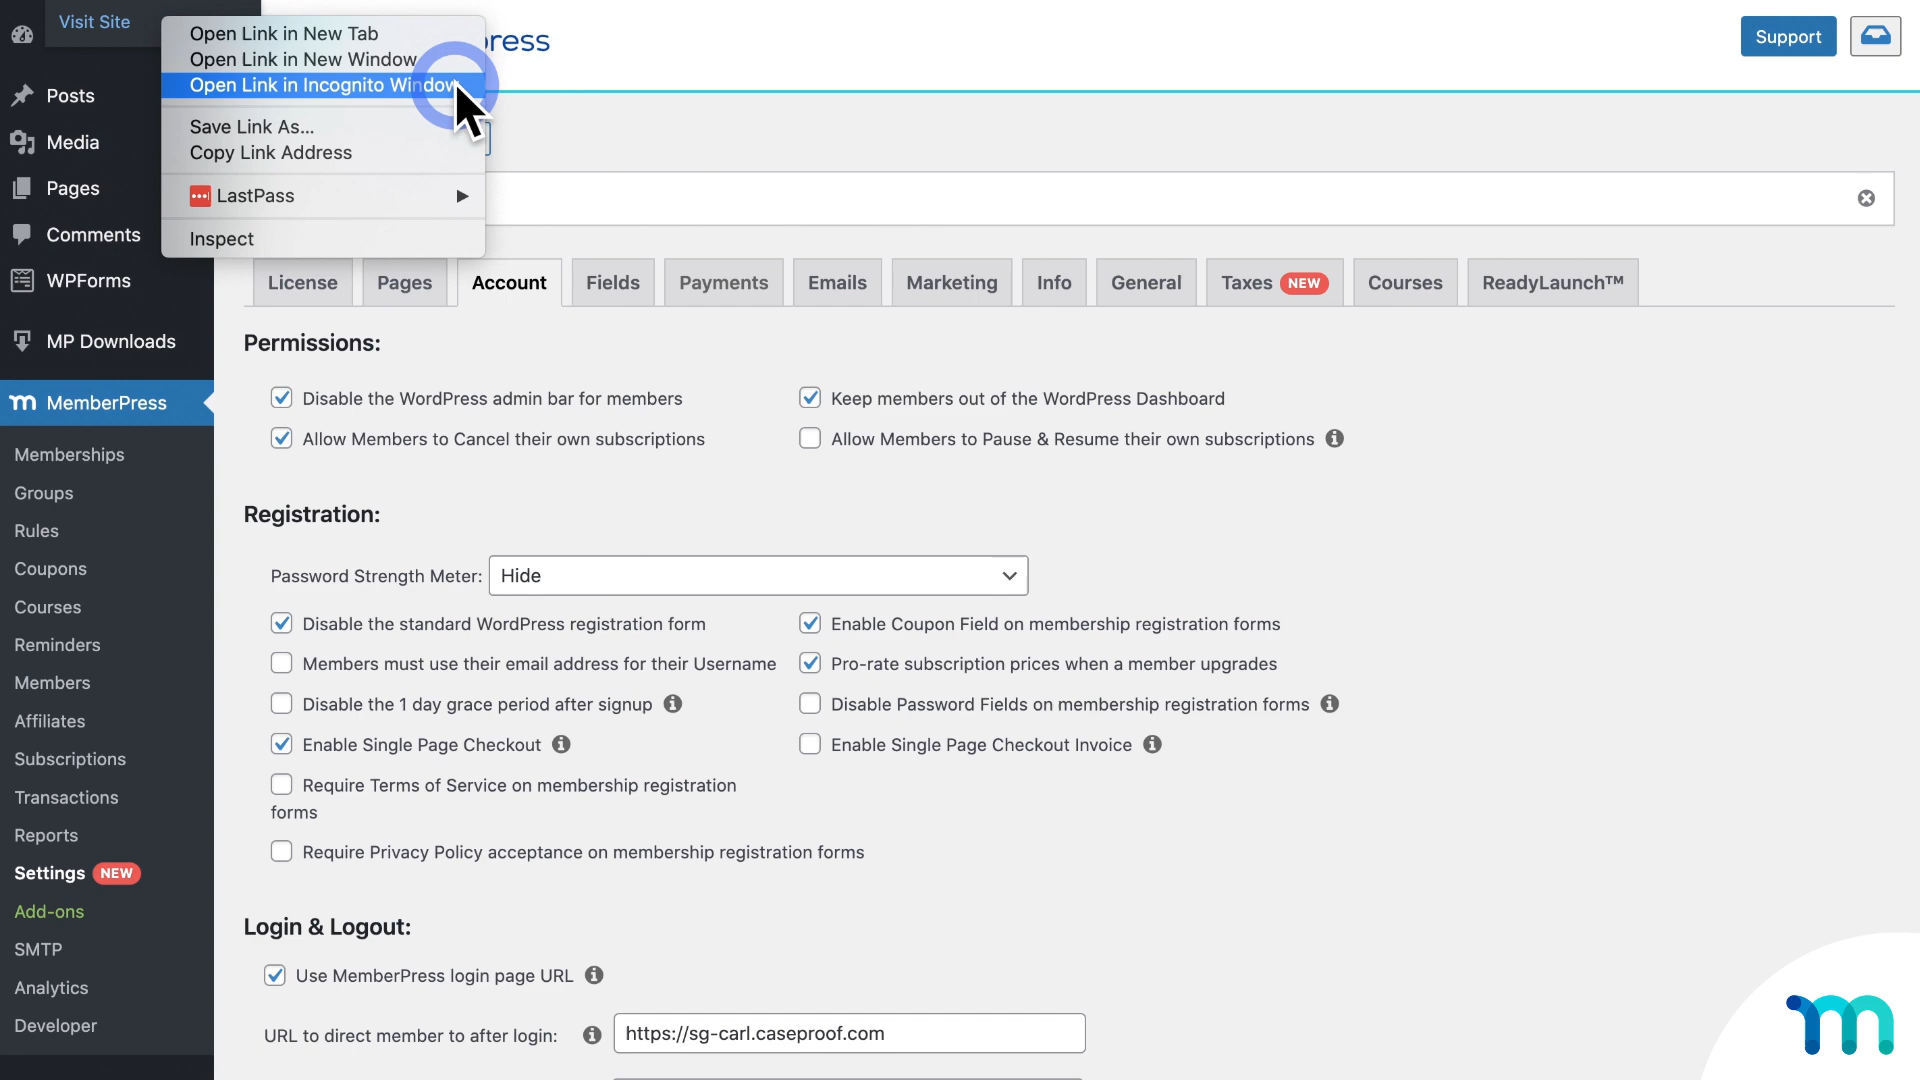 Visit Site
Open Link in New Tab
Open Link in New Window
Open Link in Incognito Window
Save Link As...
Copy Link Address
LastPass
Inspect
press
Support
Posts
Media
Pages
Comments
WPForms
MP Downloads
MemberPress
Memberships
Groups
Rules
Coupons
Courses
Reminders
Members
Affiliates
Subscriptions
Transactions
Reports
Settings NEW
Add-ons
SMTP
Analytics
Developer
License Pages Account Fields Payments Emails Marketing Info General Taxes NEW Courses ReadyLaunch™
Permissions:
Disable the WordPress admin bar for members
Keep members out of the WordPress Dashboard
Allow Members to Cancel their own subscriptions
Allow Members to Pause & Resume their own subscriptions
Registration:
Password Strength Meter: Hide
Disable the standard WordPress registration form
Enable Coupon Field on membership registration forms
Members must use their email address for their Username
Pro-rate subscription prices when a member upgrades
Disable the 1 day grace period after signup
Disable Password Fields on membership registration forms
Enable Single Page Checkout
Enable Single Page Checkout Invoice
Require Terms of Service on membership registration
forms
Require Privacy Policy acceptance on membership registration forms
Login & Logout:
Use MemberPress login page URL
URL to direct member to after login: https://sg-carl.caseproof.com